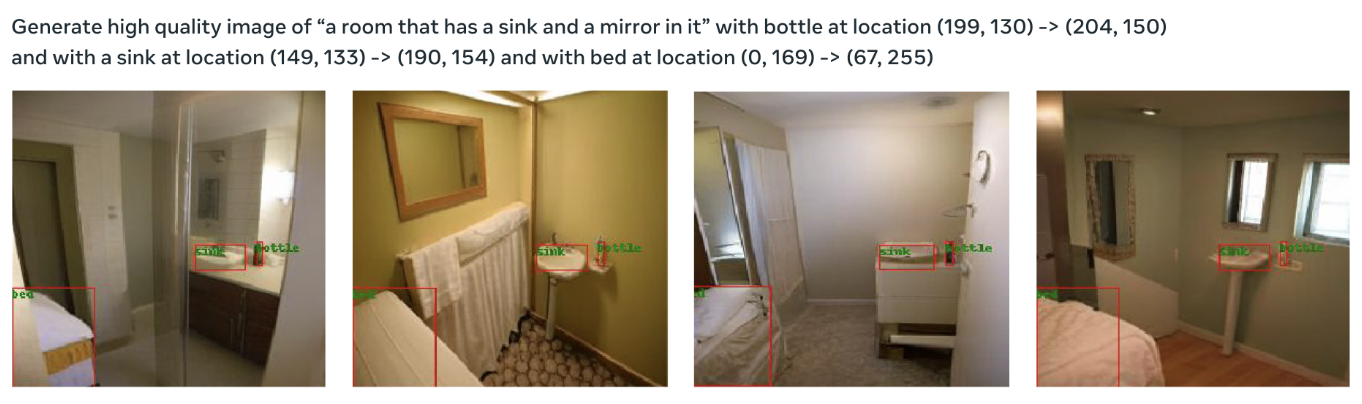 Generate high quality image of “a room that has a sink and a mirror in it” with bottle at location (199, 130) -> (204, 150)
and with a sink at location (149, 133) -> (190, 154) and with bed at location (0, 169) -> (67, 255)
sink bottle sink bottle sink bottle sink bottle
bed bed